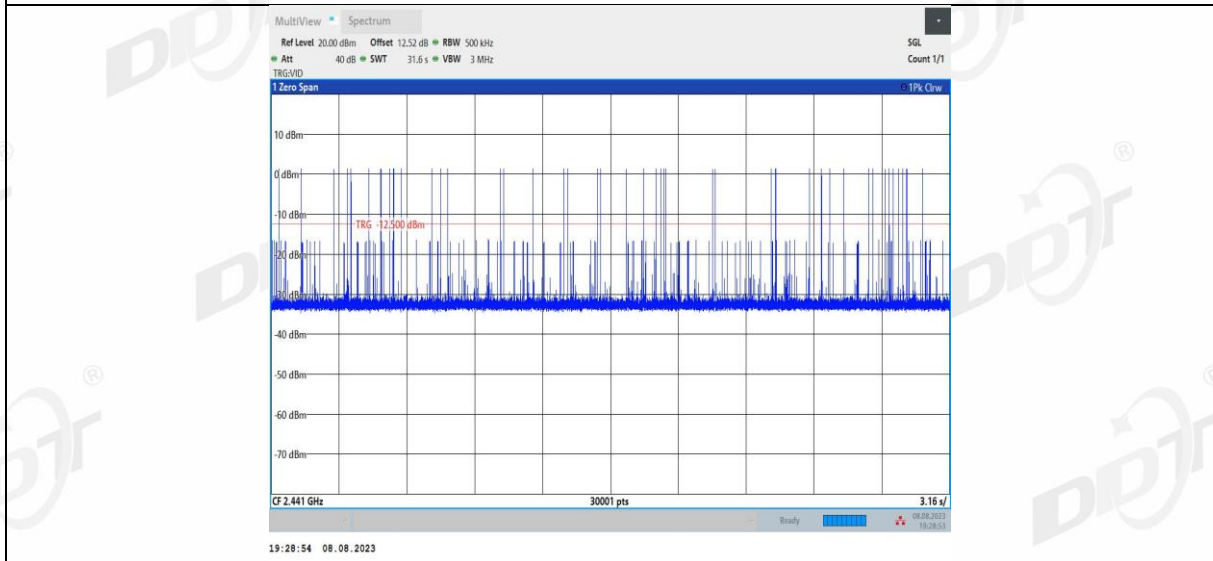 MultiView Spectrum
Ref Level 20.00 dBm Offset 12.52 dB RBW 500 kHz SGL
Att 40 dB SWT 31.6 s VBW 3 MHz Count 1/1
TRG:VID
1 Zero Span 1Pk Clrw
10 dBm
0 dBm
-10 dBm
TRG -12.500 dBm
-20 dBm
-30 dBm
-40 dBm
-50 dBm
-60 dBm
-70 dBm
CF 2.441 GHz 30001 pts 3.16 s/
Ready 08.08.2023
19:28:53
19:28:54 08.08.2023
DDT ®